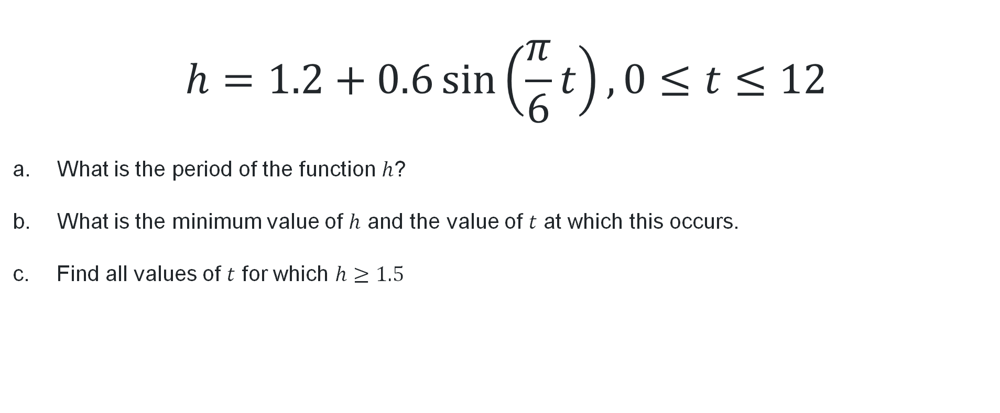 h = 1.2 + 0.6 sin (π/6 t), 0 ≤ t ≤ 12
a. What is the period of the function h?
b. What is the minimum value of h and the value of t at which this occurs.
c. Find all values of t for which h ≥ 1.5